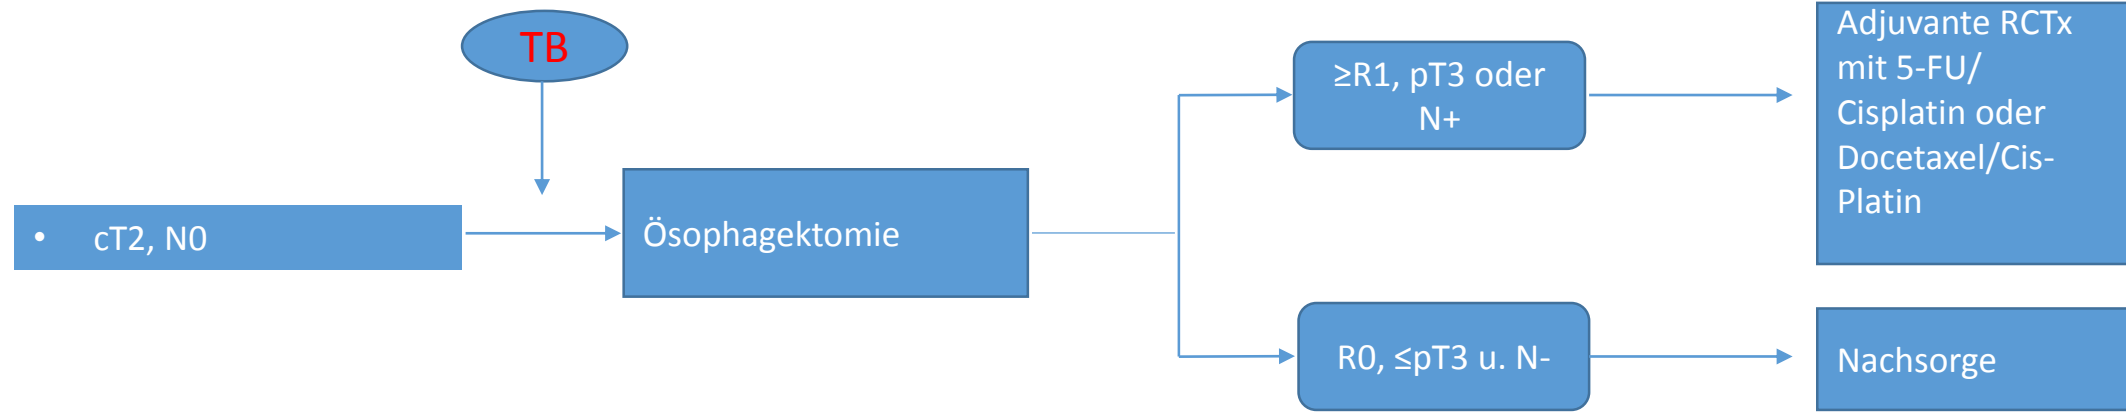 TB
• cT2, N0
Ösophagektomie
≥R1, pT3 oder
N+
Adjuvante RCTx
mit 5-FU/
Cisplatin oder
Docetaxel/Cis-
Platin
R0, ≤pT3 u. N-
Nachsorge